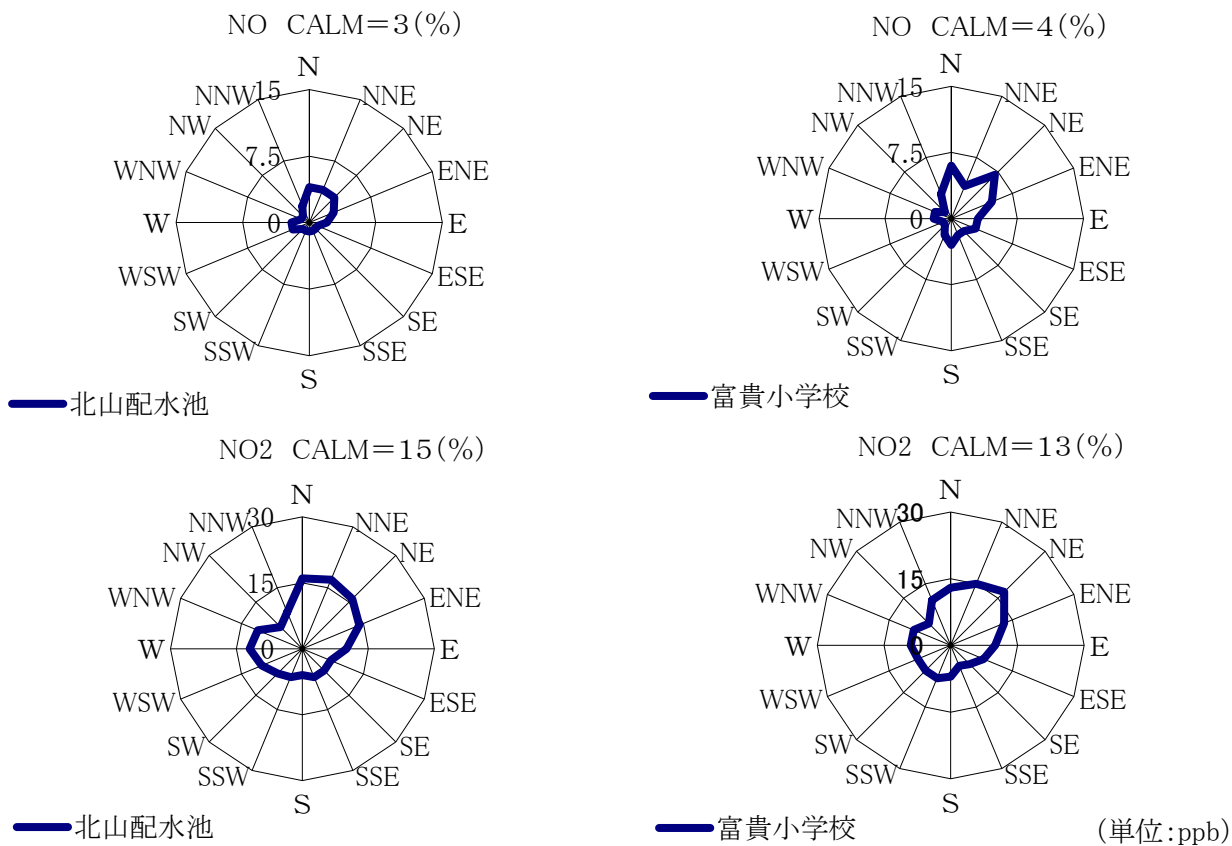 NO CALM=3(%)
N
NNW 15 NNE
NW NE
WNW 7.5 ENE
W 0 E
WSW ESE
SW SE
SSW SSE
S
北山配水池
NO CALM=4(%)
N
NNW 15 NNE
NW NE
WNW 7.5 ENE
W 0 E
WSW ESE
SW SE
SSW SSE
S
富貴小学校
NO2 CALM=15(%)
N
NNW 30 NNE
NW NE
WNW 15 ENE
W 0 E
WSW ESE
SW SE
SSW SSE
S
北山配水池
NO2 CALM=13(%)
N
NNW 30 NNE
NW NE
WNW 15 ENE
W 0 E
WSW ESE
SW SE
SSW SSE
S
富貴小学校
(単位:ppb)